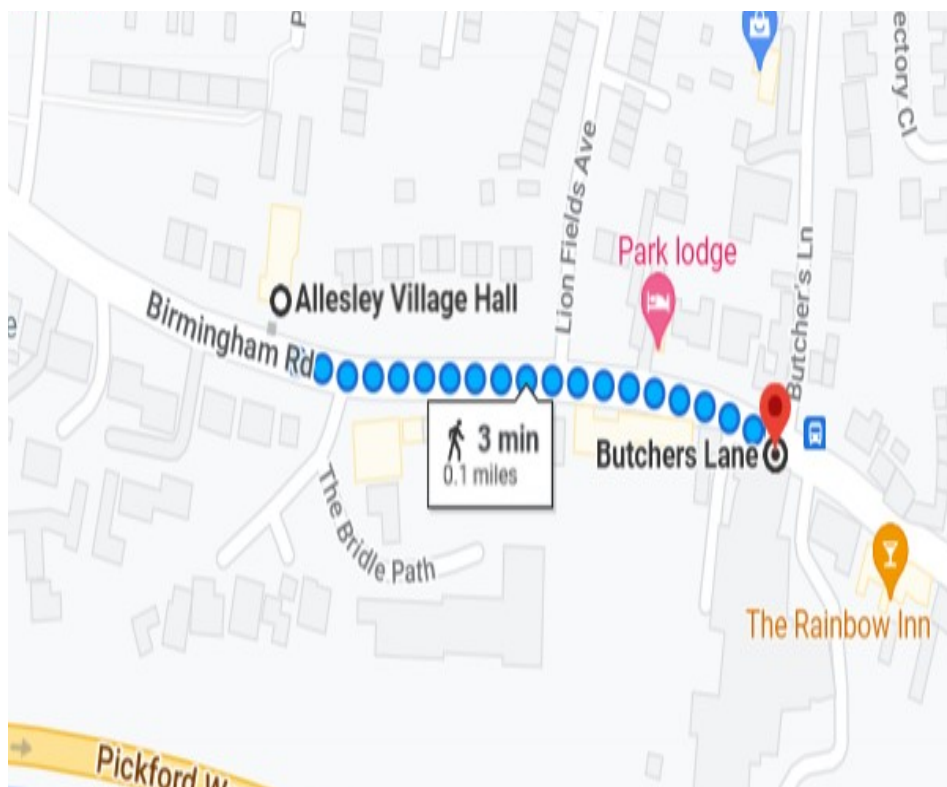 ectory Cl
Lion Fields Ave
Park lodge
Butcher's Ln
Allesley Village Hall
Birmingham Rd
3 min
0.1 miles
Butchers Lane
The Bridle Path
The Rainbow Inn
Pickford W